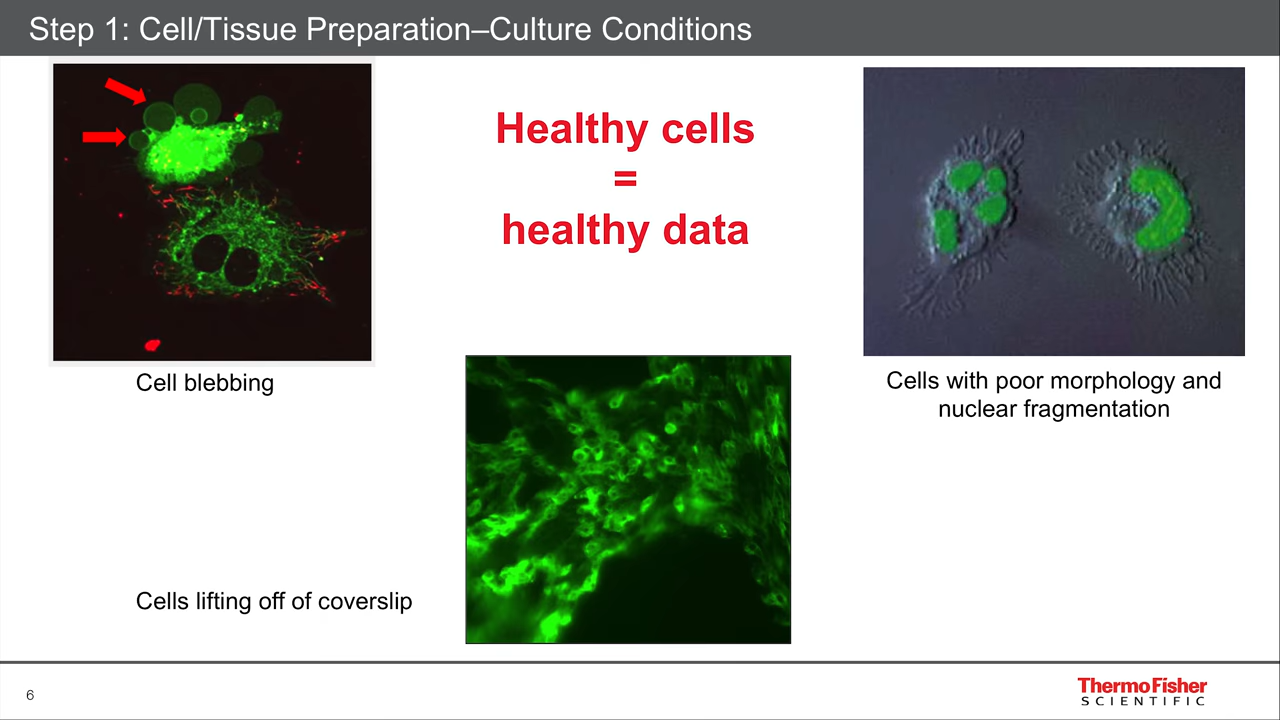 Step 1: Cell/Tissue Preparation–Culture Conditions
Healthy cells
=
healthy data
Cell blebbing
Cells with poor morphology and
nuclear fragmentation
Cells lifting off of coverslip
6
ThermoFisher
SCIENTIFIC